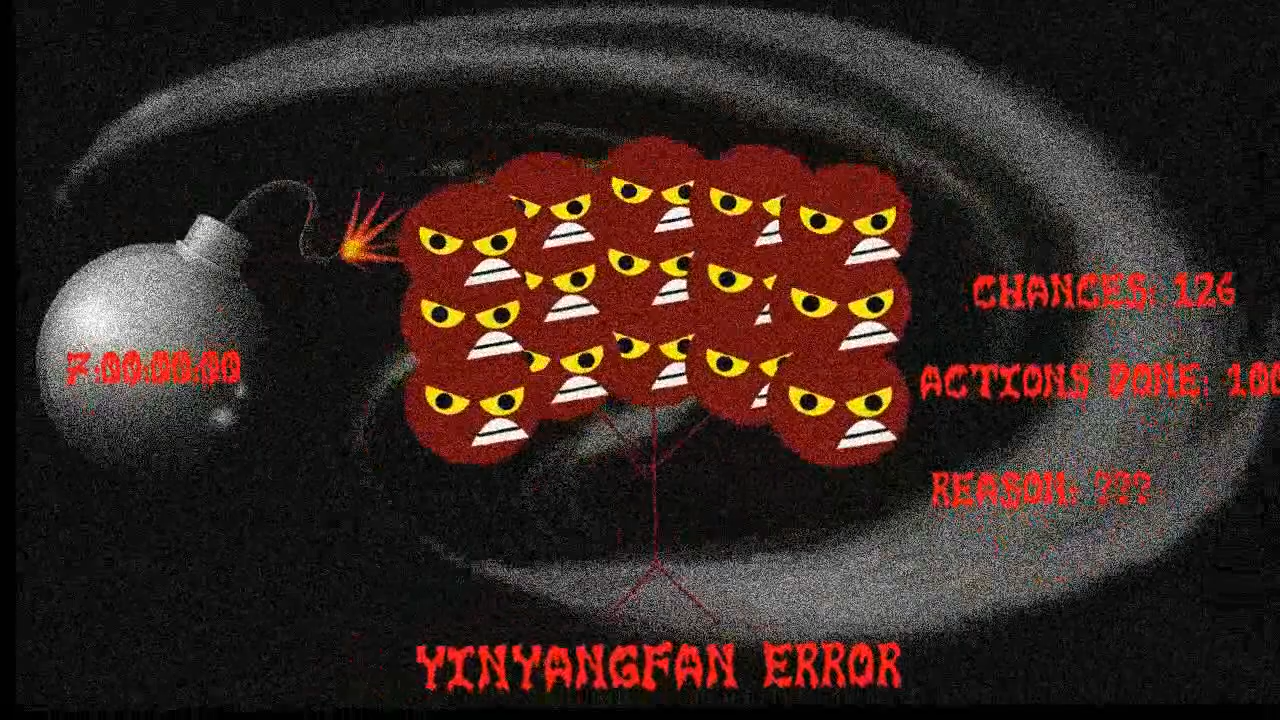 CHANCES: 126
7:00:00:00
ACTIONS DONE: 100
REASON: ???
YINYANGFAN ERROR